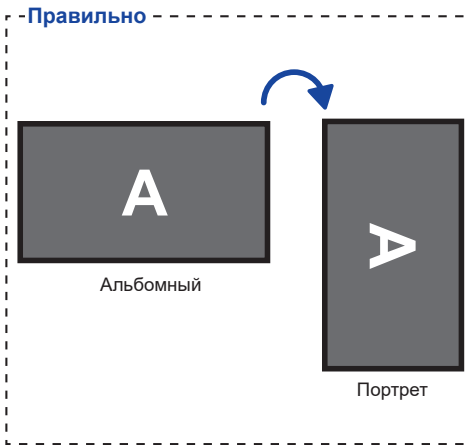 Правильно
A
A
Альбомный
Портрет